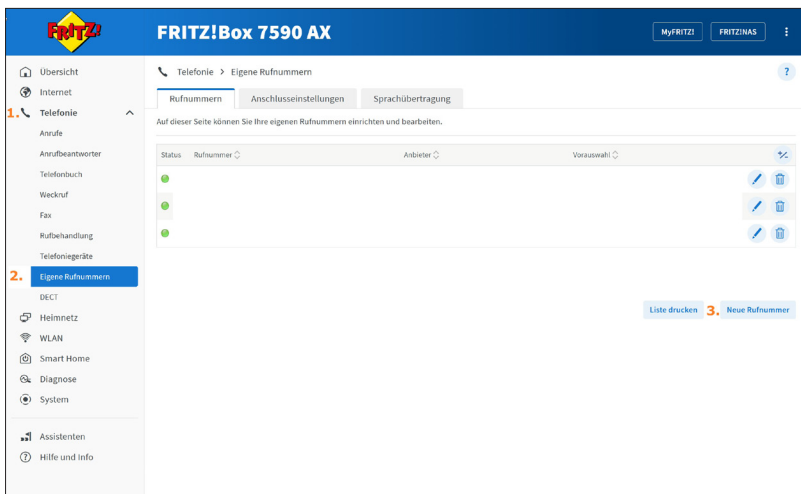 FRITZ!
FRITZ!Box 7590 AX
MyFRITZ!
FRITZ!NAS
Übersicht
Internet
1. Telefonie
Anrufe
Anrufbeantworter
Telefonbuch
Weckruf
Fax
Rufbehandlung
Telefoniegeräte
2. Eigene Rufnummern
DECT
Heimnetz
WLAN
Smart Home
Diagnose
System
Assistenten
Hilfe und Info
Telefonie > Eigene Rufnummern
?
Rufnummern Anschlusseinstellungen Sprachübertragung
Auf dieser Seite können Sie Ihre eigenen Rufnummern einrichten und bearbeiten.
Status Rufnummer Anbieter Vorauswahl
Liste drucken 3. Neue Rufnummer